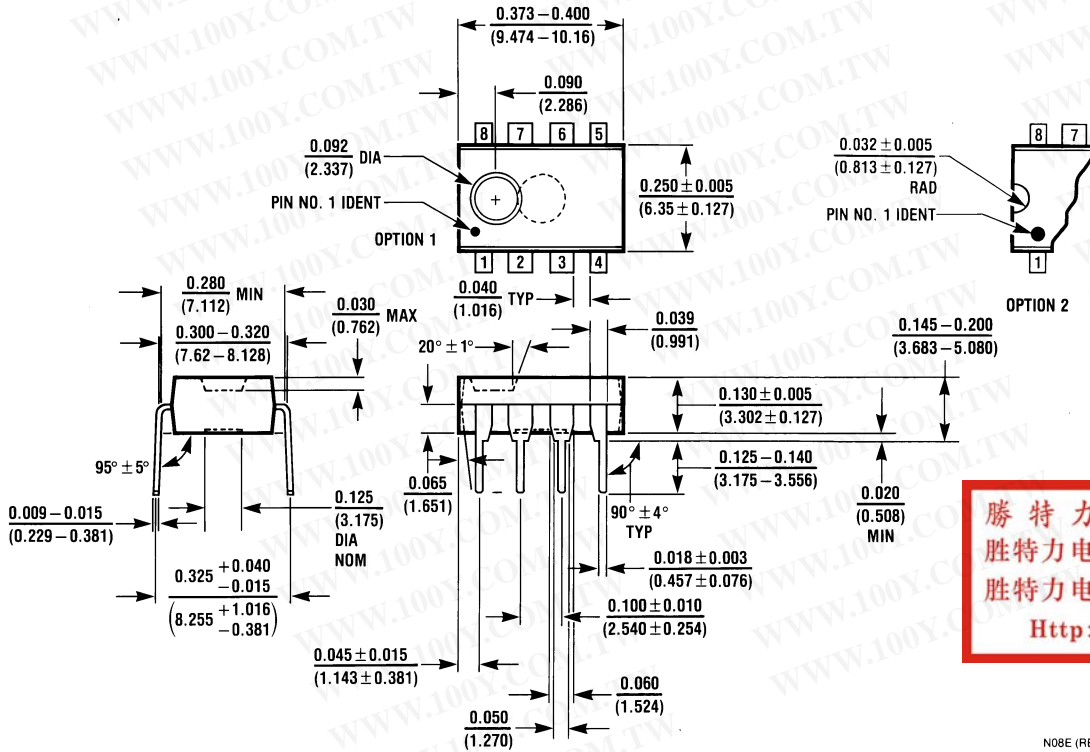 0.373 – 0.400
(9.474 – 10.16)
0.090
(2.286)
8 7 6 5
0.092 DIA
(2.337)
PIN NO. 1 IDENT
OPTION 1
+
0.250 ± 0.005
(6.35 ± 0.127)
1 2 3 4
0.032 ± 0.005
(0.813 ± 0.127)
RAD
PIN NO. 1 IDENT
8 7
1
OPTION 2
0.280 MIN
(7.112)
0.300 – 0.320
(7.62 – 8.128)
0.030 MAX
(0.762)
0.040 TYP
(1.016)
0.039
(0.991)
20° ± 1°
0.145 – 0.200
(3.683 – 5.080)
0.130 ± 0.005
(3.302 ± 0.127)
95° ± 5°
0.065
(1.651)
0.125 – 0.140
(3.175 – 3.556)
90° ± 4°
TYP
0.020
(0.508)
MIN
0.009 – 0.015
(0.229 – 0.381)
0.125
(3.175)
DIA
NOM
0.018 ± 0.003
(0.457 ± 0.076)
0.325 +0.040 −0.015
(8.255 +1.016 −0.381)
0.100 ± 0.010
(2.540 ± 0.254)
0.045 ± 0.015
(1.143 ± 0.381)
0.060
(1.524)
0.050
(1.270)
勝 特 力
胜特力电
胜特力电
Http:
N08E (RE
WWW.100Y.COM.TW